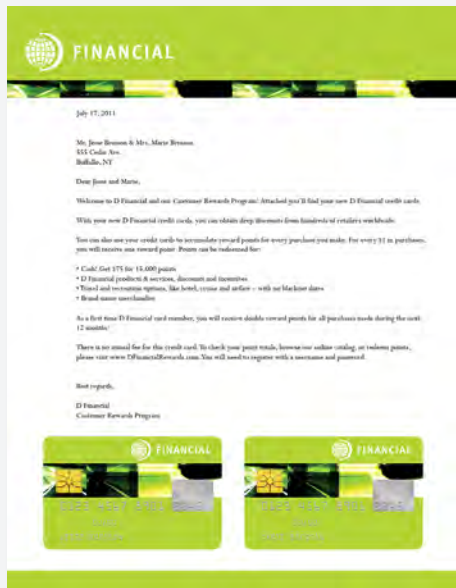 FINANCIAL
July 17, 2011
Mr. Jesse Brunson & Mrs. Marie Brunson
555 Cedar Ave.
Buffalo, NY
Dear Jesse and Marie,
Welcome to D Financial and our Customer Rewards Program! Attached you'll find your new D Financial credit cards.
With your new D Financial credit cards, you can obtain deep discounts from hundreds of retailers worldwide.
You can also use your credit cards to accumulate reward points for every purchase you make. For every $1 in purchases,
you will receive one reward point. Points can be redeemed for:
• Cash! Get $75 for 15,000 points
• D Financial products & services, discounts and incentives
• Travel and recreation options, like hotel, cruise and airfare – with no blackout dates
• Brand name merchandise
As a first time D Financial card member, you will receive double reward points for all purchases made during the next
12 months!
There is no annual fee for this credit card. To check your point totals, browse our online catalog, or redeem points,
please visit www.DFinancialRewards.com. You will need to register with a username and password.
Best regards,
D Financial
Customer Rewards Program
FINANCIAL
FINANCIAL